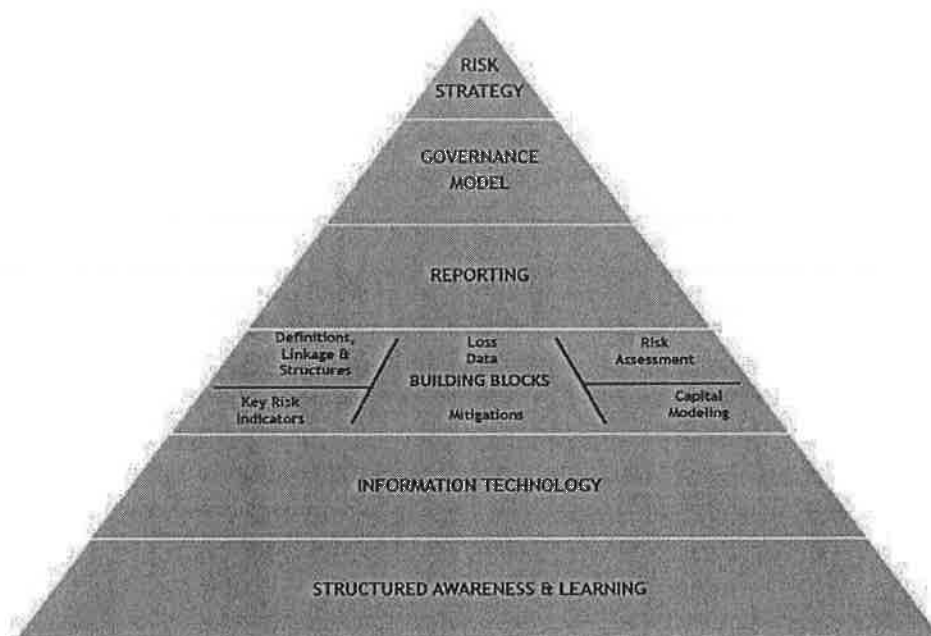 RISK
STRATEGY
GOVERNANCE
MODEL
REPORTING
Definitions,
Linkage &
Structures
Loss
Data
Risk
Assessment
BUILDING BLOCKS
Key Risk
Indicators
Mitigations
Capital
Modeling
INFORMATION TECHNOLOGY
STRUCTURED AWARENESS & LEARNING